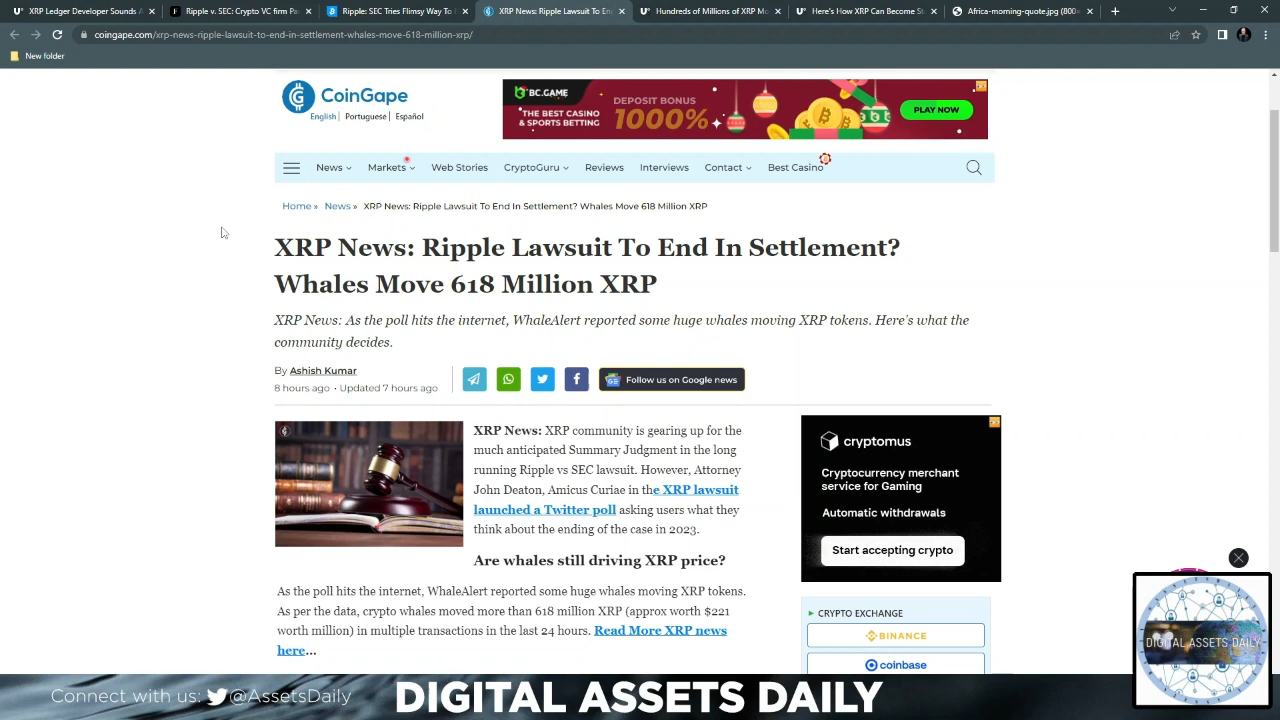 XRP Ledger Developer Sounds
Ripple v. SEC: Crypto VC firm Pa
Ripple SEC Tries Flimsy Way To E
XRP News: Ripple Lawsuit To End
Hundreds of Millions of XRP Mo
Here's How XRP Can Become St
Africa-morning-quote.jpg (800×
coingape.com/xrp-news-ripple-lawsuit-to-end-in-settlement-whales-move-618-million-xrp/
New folder
CoinGape
English | Portuguese | Español
BC.GAME
THE BEST CASINO
& SPORTS BETTING
DEPOSIT BONUS
1000%
PLAY NOW
News
Markets
Web Stories
CryptoGuru
Reviews
Interviews
Contact
Best Casino
Home » News » XRP News: Ripple Lawsuit To End In Settlement? Whales Move 618 Million XRP
XRP News: Ripple Lawsuit To End In Settlement?
Whales Move 618 Million XRP
XRP News: As the poll hits the internet, WhaleAlert reported some huge whales moving XRP tokens. Here's what the
community decides.
By Ashish Kumar
8 hours ago • Updated 7 hours ago
Follow us on Google news
XRP News: XRP community is gearing up for the
much anticipated Summary Judgment in the long
running Ripple vs SEC lawsuit. However, Attorney
John Deaton, Amicus Curiae in the XRP lawsuit
launched a Twitter poll asking users what they
think about the ending of the case in 2023.
Are whales still driving XRP price?
As the poll hits the internet, WhaleAlert reported some huge whales moving XRP tokens.
As per the data, crypto whales moved more than 618 million XRP (approx worth $221
worth million) in multiple transactions in the last 24 hours. Read More XRP news
here...
cryptomus
Cryptocurrency merchant
service for Gaming
Automatic withdrawals
Start accepting crypto
CRYPTO EXCHANGE
BINANCE
coinbase
DIGITAL ASSETS DAILY
Connect with us: @AssetsDaily
DIGITAL ASSETS DAILY